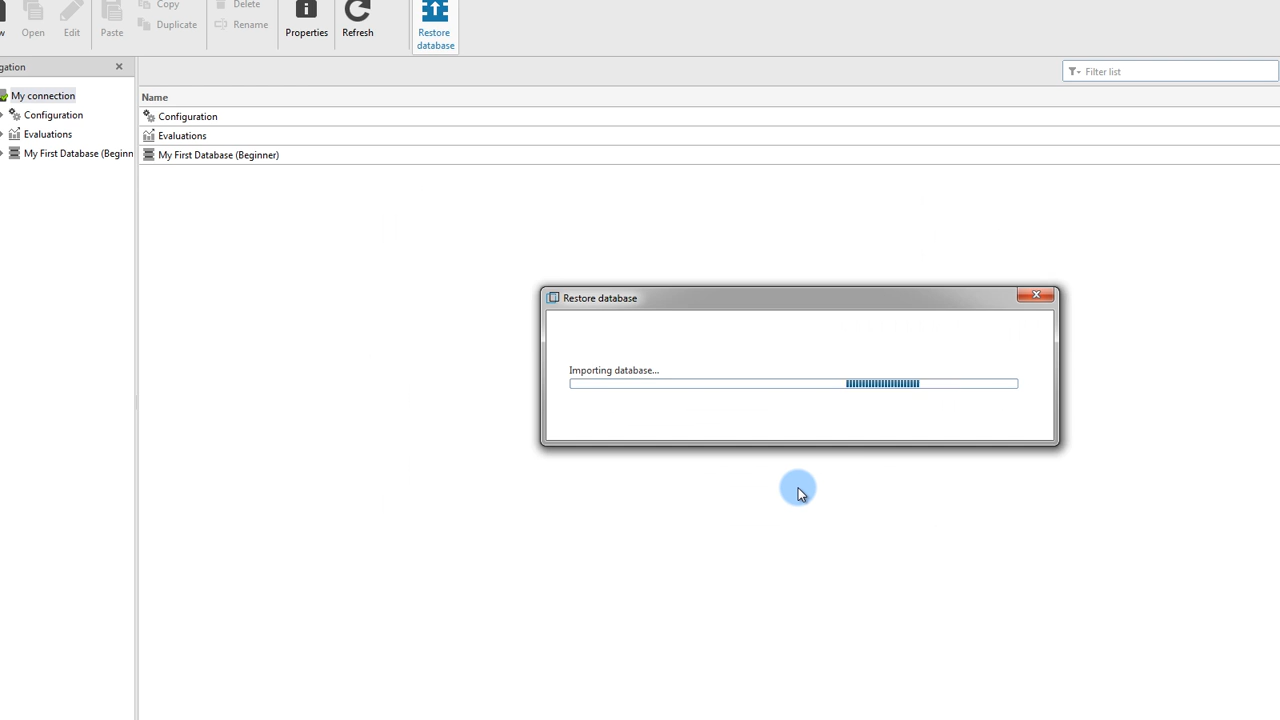 w Open Edit Paste Copy Delete
Duplicate Rename Properties Refresh Restore
database
gation
Filter list
My connection
Configuration
Evaluations
My First Database (Beginn
Name
Configuration
Evaluations
My First Database (Beginner)
Restore database
Importing database...